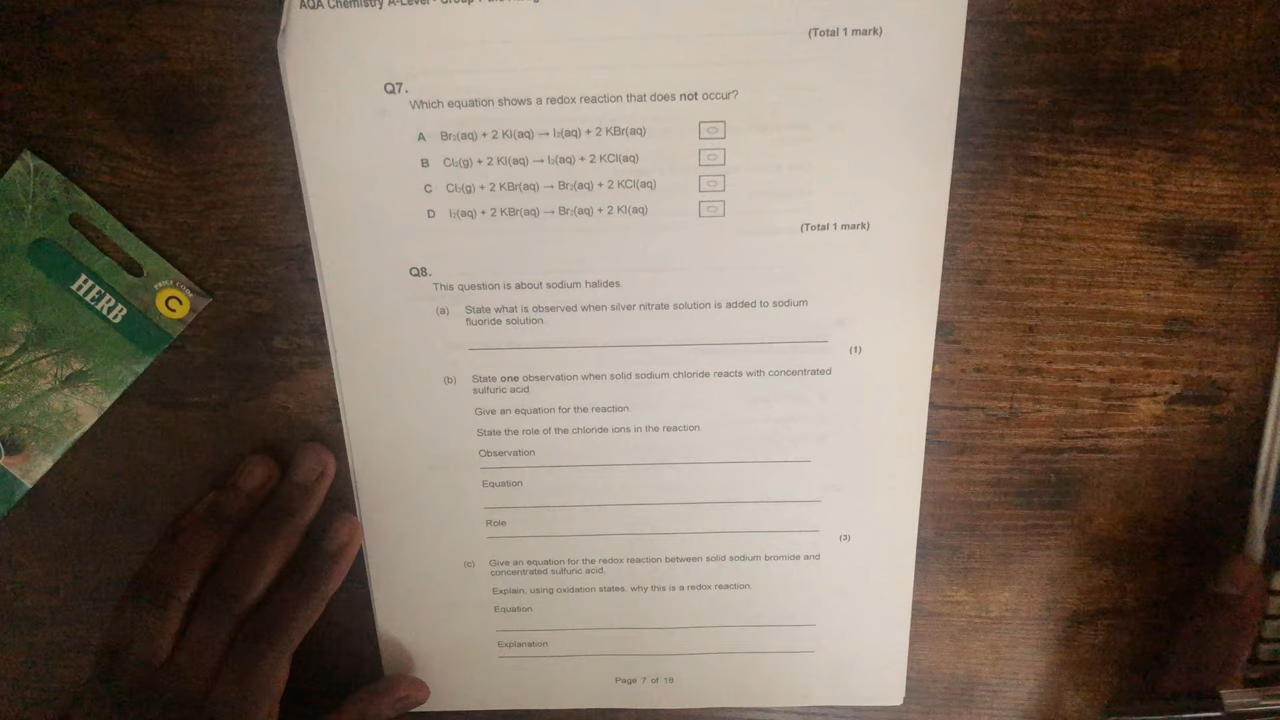 AQA Chemistry A-Level - Group 7
(Total 1 mark)
Q7.
Which equation shows a redox reaction that does not occur?
A Br₂(aq) + 2 KI(aq) → I₂(aq) + 2 KBr(aq)
B Cl₂(g) + 2 KI(aq) → I₂(aq) + 2 KCl(aq)
C Cl₂(g) + 2 KBr(aq) → Br₂(aq) + 2 KCl(aq)
D I₂(aq) + 2 KBr(aq) → Br₂(aq) + 2 KI(aq)
(Total 1 mark)
Q8.
This question is about sodium halides.
(a) State what is observed when silver nitrate solution is added to sodium
fluoride solution.
(1)
(b) State one observation when solid sodium chloride reacts with concentrated
sulfuric acid.
Give an equation for the reaction.
State the role of the chloride ions in the reaction.
Observation
Equation
Role
(3)
(c) Give an equation for the redox reaction between solid sodium bromide and
concentrated sulfuric acid.
Explain, using oxidation states, why this is a redox reaction.
Equation
Explanation
Page 7 of 18
HERB
PRICE CODE
C